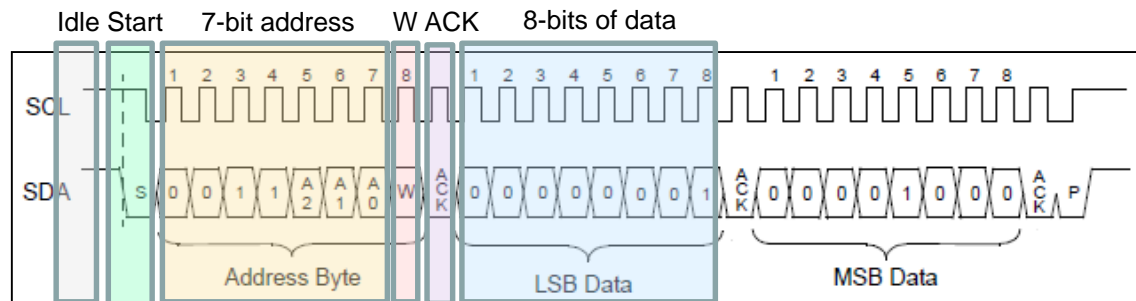 Idle Start 7-bit address W ACK 8-bits of data
1 2 3 4 5 6 7 8 1 2 3 4 5 6 7 8 1 2 3 4 5 6 7 8
SCL
SDA S 0 0 1 1 A2 A1 A0 W ACK 0 0 0 0 0 0 0 1 ACK 0 0 0 0 1 0 0 0 ACK P
Address Byte LSB Data MSB Data